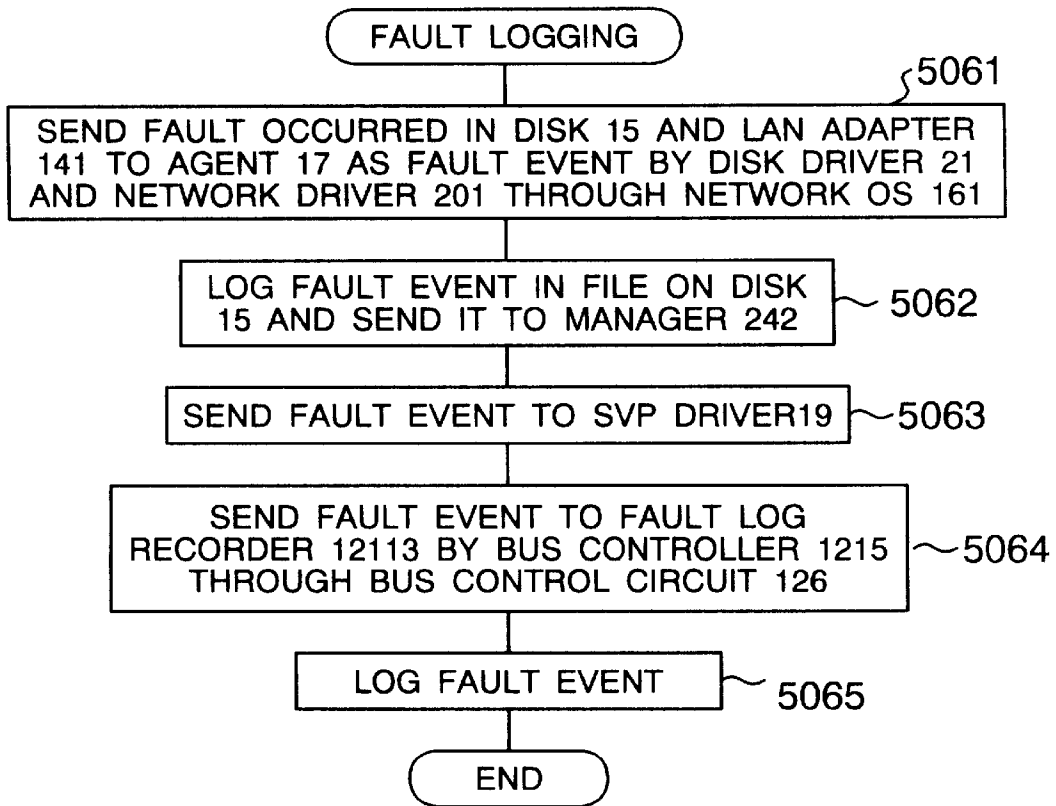 FAULT LOGGING
5061
SEND FAULT OCCURRED IN DISK 15 AND LAN ADAPTER
141 TO AGENT 17 AS FAULT EVENT BY DISK DRIVER 21
AND NETWORK DRIVER 201 THROUGH NETWORK OS 161
LOG FAULT EVENT IN FILE ON DISK
15 AND SEND IT TO MANAGER 242
5062
SEND FAULT EVENT TO SVP DRIVER19
5063
SEND FAULT EVENT TO FAULT LOG
RECORDER 12113 BY BUS CONTROLLER 1215
THROUGH BUS CONTROL CIRCUIT 126
5064
LOG FAULT EVENT
5065
END